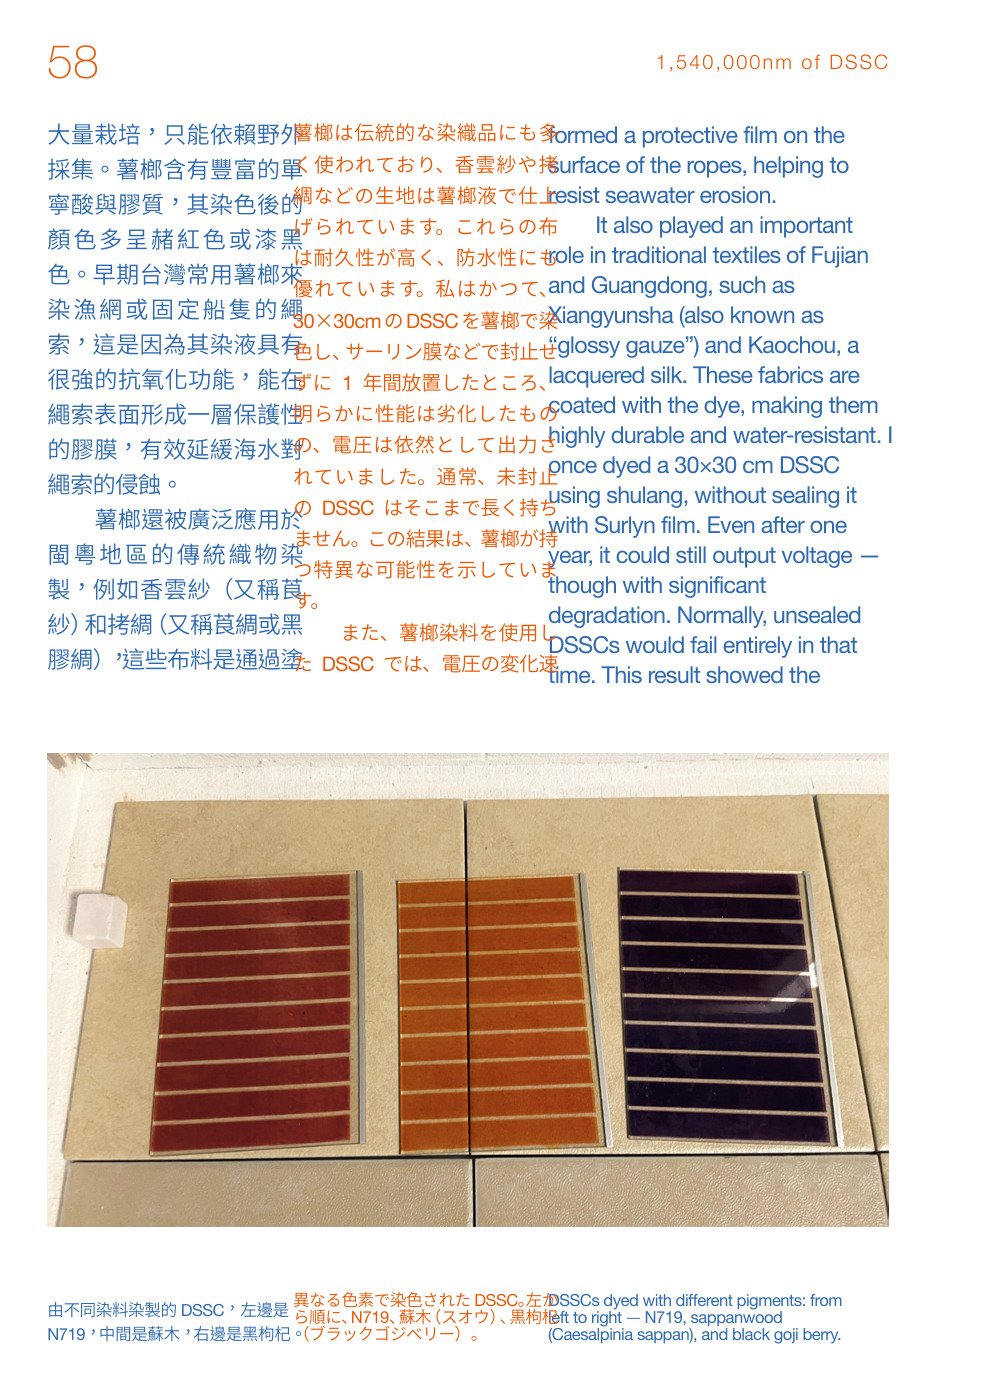 58
1,540,000nm of DSSC
大量栽培，只能依賴野外
採集。薯榔含有豐富的單
寧酸與膠質，其染色後的
顏色多呈赭紅色或漆黑
色。早期台灣常用薯榔來
染漁網或固定船隻的繩
索，這是因為其染液具有
很強的抗氧化功能，能在
繩索表面形成一層保護性
的膠膜，有效延緩海水對
繩索的侵蝕。
薯榔還被廣泛應用於
閩粵地區的傳統織物染
製，例如香雲紗（又稱莨
紗）和拷綢（又稱莨綢或黑
膠綢），這些布料是通過塗
薯榔は伝統的な染織品にも多
く使われており、香雲紗や拷
綢などの生地は薯榔液で仕上
げられています。これらの布
は耐久性が高く、防水性にも
優れています。私はかつて、
30×30cmのDSSCを薯榔で染
色し、サーリン膜などで封止せ
ずに 1 年間放置したところ、
明らかに性能は劣化したもの
の、電圧は依然として出力さ
れていました。通常、未封止
の DSSC はそこまで長く持ち
ません。この結果は、薯榔が持
つ特異な可能性を示していま
す。
また、薯榔染料を使用し
た DSSC では、電圧の変化速
formed a protective film on the
surface of the ropes, helping to
resist seawater erosion.
It also played an important
role in traditional textiles of Fujian
and Guangdong, such as
Xiangyunsha (also known as
“glossy gauze”) and Kaochou, a
lacquered silk. These fabrics are
coated with the dye, making them
highly durable and water-resistant. I
once dyed a 30×30 cm DSSC
using shulang, without sealing it
with Surlyn film. Even after one
year, it could still output voltage —
though with significant
degradation. Normally, unsealed
DSSCs would fail entirely in that
time. This result showed the
由不同染料染製的 DSSC，左邊是
N719，中間是蘇木，右邊是黑枸杞。
異なる色素で染色された DSSC。左か
ら順に、N719、蘇木（スオウ）、黒枸杞
（ブラックゴジベリー）。
DSSCs dyed with different pigments: from
left to right — N719, sappanwood
(Caesalpinia sappan), and black goji berry.